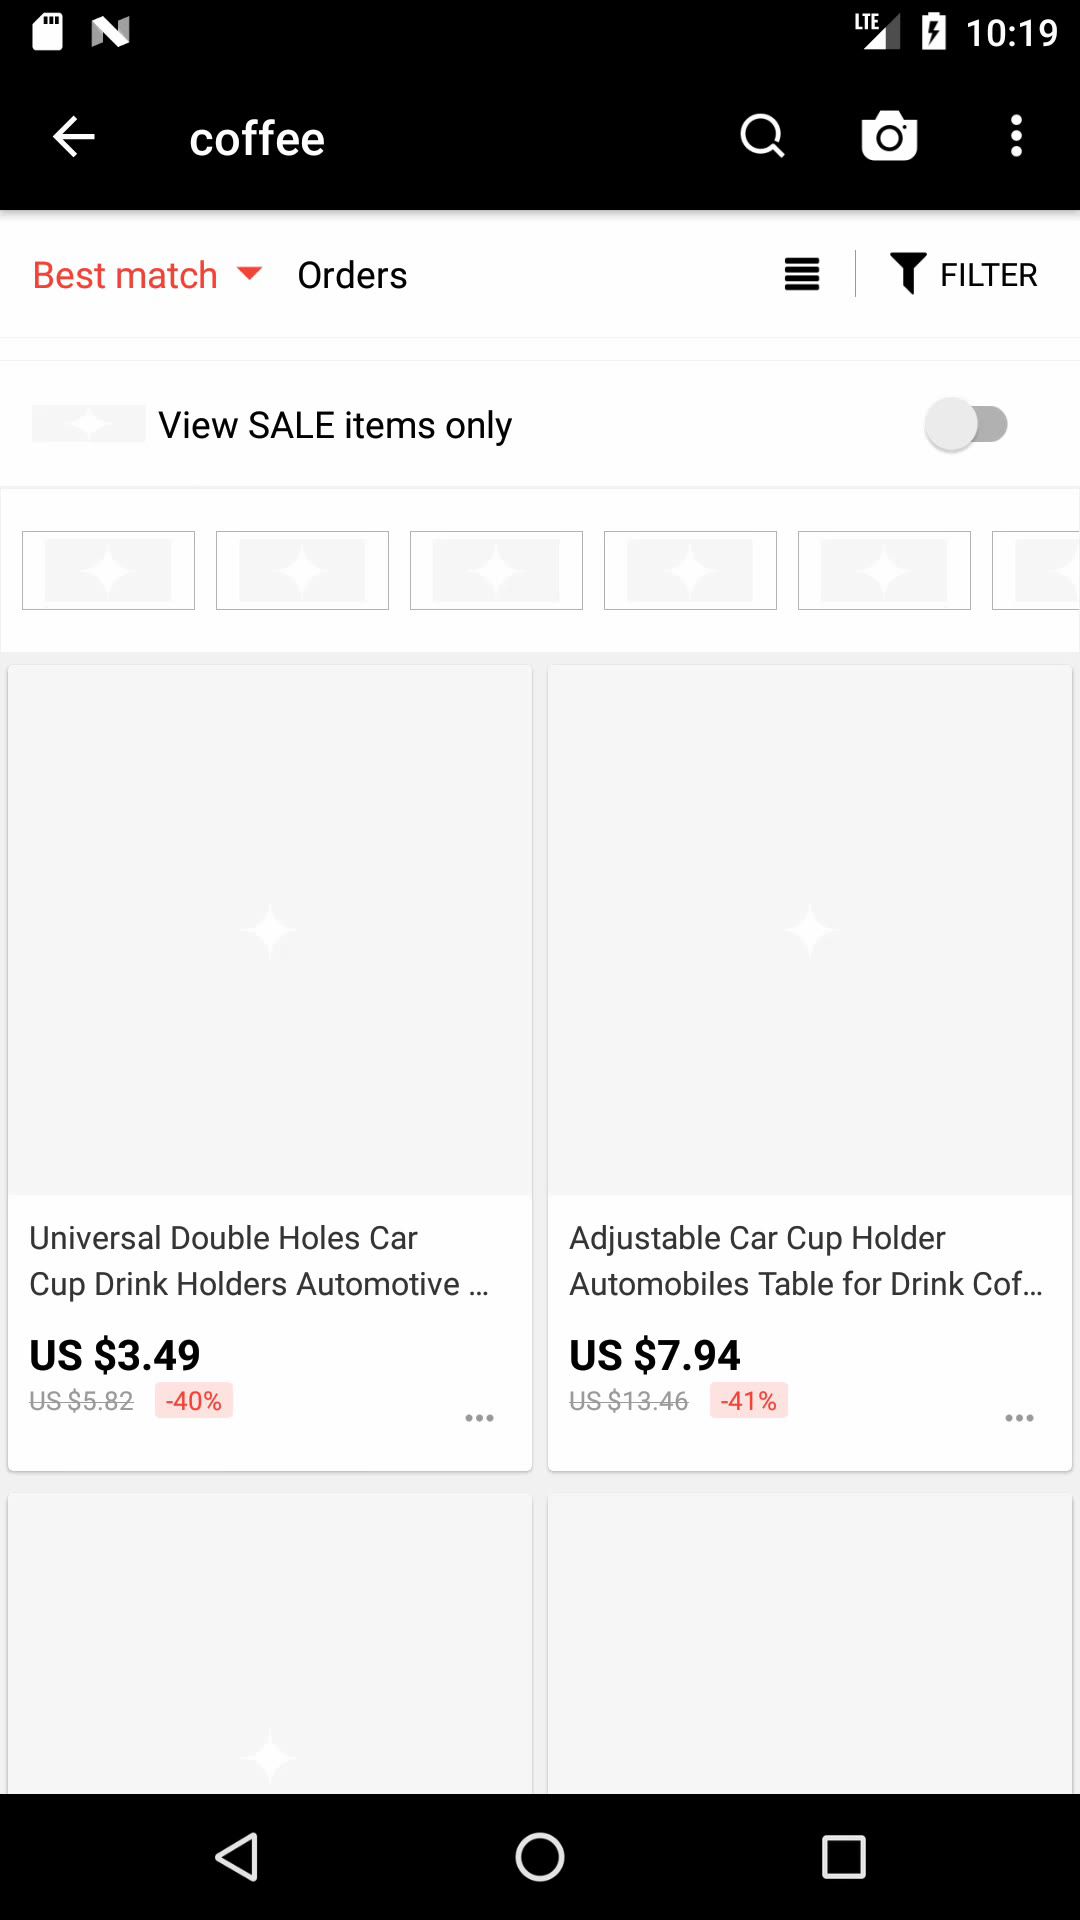 LTE 10:19
coffee
Best match Orders FILTER
View SALE items only
Universal Double Holes Car
Cup Drink Holders Automotive ...
US $3.49
US $5.82 -40%
Adjustable Car Cup Holder
Automobiles Table for Drink Cof...
US $7.94
US $13.46 -41%